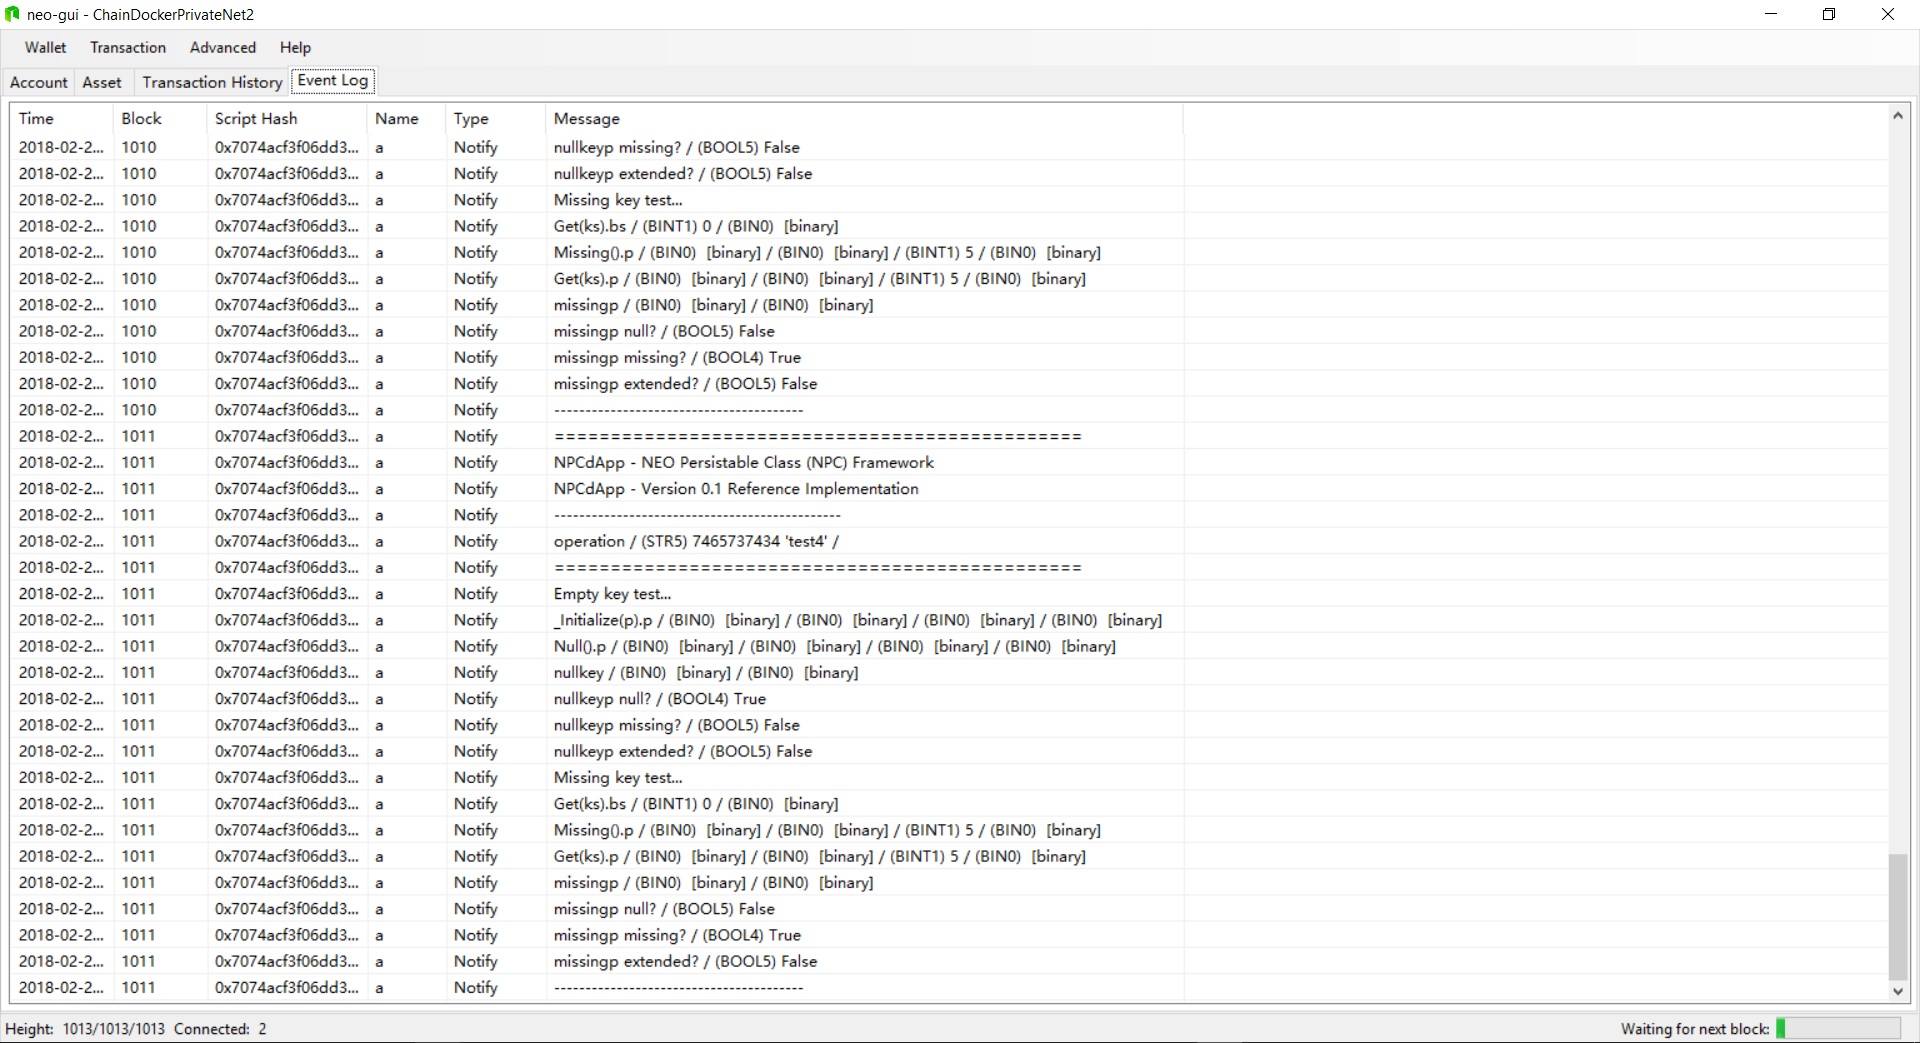 neo-gui - ChainDockerPrivateNet2
Wallet Transaction Advanced Help
Account Asset Transaction History Event Log
Time Block Script Hash Name Type Message
2018-02-2... 1010 0x7074acf3f06dd3... a Notify nullkeyp missing? / (BOOL5) False
2018-02-2... 1010 0x7074acf3f06dd3... a Notify nullkeyp extended? / (BOOL5) False
2018-02-2... 1010 0x7074acf3f06dd3... a Notify Missing key test...
2018-02-2... 1010 0x7074acf3f06dd3... a Notify Get(ks).bs / (BINT1) 0 / (BIN0) [binary]
2018-02-2... 1010 0x7074acf3f06dd3... a Notify Missing().p / (BIN0) [binary] / (BIN0) [binary] / (BINT1) 5 / (BIN0) [binary]
2018-02-2... 1010 0x7074acf3f06dd3... a Notify Get(ks).p / (BIN0) [binary] / (BIN0) [binary] / (BINT1) 5 / (BIN0) [binary]
2018-02-2... 1010 0x7074acf3f06dd3... a Notify missingp / (BIN0) [binary] / (BIN0) [binary]
2018-02-2... 1010 0x7074acf3f06dd3... a Notify missingp null? / (BOOL5) False
2018-02-2... 1010 0x7074acf3f06dd3... a Notify missingp missing? / (BOOL4) True
2018-02-2... 1010 0x7074acf3f06dd3... a Notify missingp extended? / (BOOL5) False
2018-02-2... 1010 0x7074acf3f06dd3... a Notify ----------------------------------------
2018-02-2... 1011 0x7074acf3f06dd3... a Notify ================================================
2018-02-2... 1011 0x7074acf3f06dd3... a Notify NPCdApp - NEO Persistable Class (NPC) Framework
2018-02-2... 1011 0x7074acf3f06dd3... a Notify NPCdApp - Version 0.1 Reference Implementation
2018-02-2... 1011 0x7074acf3f06dd3... a Notify ----------------------------------------------
2018-02-2... 1011 0x7074acf3f06dd3... a Notify operation / (STR5) 7465737434 'test4' /
2018-02-2... 1011 0x7074acf3f06dd3... a Notify ================================================
2018-02-2... 1011 0x7074acf3f06dd3... a Notify Empty key test...
2018-02-2... 1011 0x7074acf3f06dd3... a Notify _Initialize(p).p / (BIN0) [binary] / (BIN0) [binary] / (BIN0) [binary] / (BIN0) [binary]
2018-02-2... 1011 0x7074acf3f06dd3... a Notify Null().p / (BIN0) [binary] / (BIN0) [binary] / (BIN0) [binary] / (BIN0) [binary]
2018-02-2... 1011 0x7074acf3f06dd3... a Notify nullkey / (BIN0) [binary] / (BIN0) [binary]
2018-02-2... 1011 0x7074acf3f06dd3... a Notify nullkeyp null? / (BOOL4) True
2018-02-2... 1011 0x7074acf3f06dd3... a Notify nullkeyp missing? / (BOOL5) False
2018-02-2... 1011 0x7074acf3f06dd3... a Notify nullkeyp extended? / (BOOL5) False
2018-02-2... 1011 0x7074acf3f06dd3... a Notify Missing key test...
2018-02-2... 1011 0x7074acf3f06dd3... a Notify Get(ks).bs / (BINT1) 0 / (BIN0) [binary]
2018-02-2... 1011 0x7074acf3f06dd3... a Notify Missing().p / (BIN0) [binary] / (BIN0) [binary] / (BINT1) 5 / (BIN0) [binary]
2018-02-2... 1011 0x7074acf3f06dd3... a Notify Get(ks).p / (BIN0) [binary] / (BIN0) [binary] / (BINT1) 5 / (BIN0) [binary]
2018-02-2... 1011 0x7074acf3f06dd3... a Notify missingp / (BIN0) [binary] / (BIN0) [binary]
2018-02-2... 1011 0x7074acf3f06dd3... a Notify missingp null? / (BOOL5) False
2018-02-2... 1011 0x7074acf3f06dd3... a Notify missingp missing? / (BOOL4) True
2018-02-2... 1011 0x7074acf3f06dd3... a Notify missingp extended? / (BOOL5) False
2018-02-2... 1011 0x7074acf3f06dd3... a Notify ----------------------------------------
Height: 1013/1013/1013 Connected: 2 Waiting for next block: